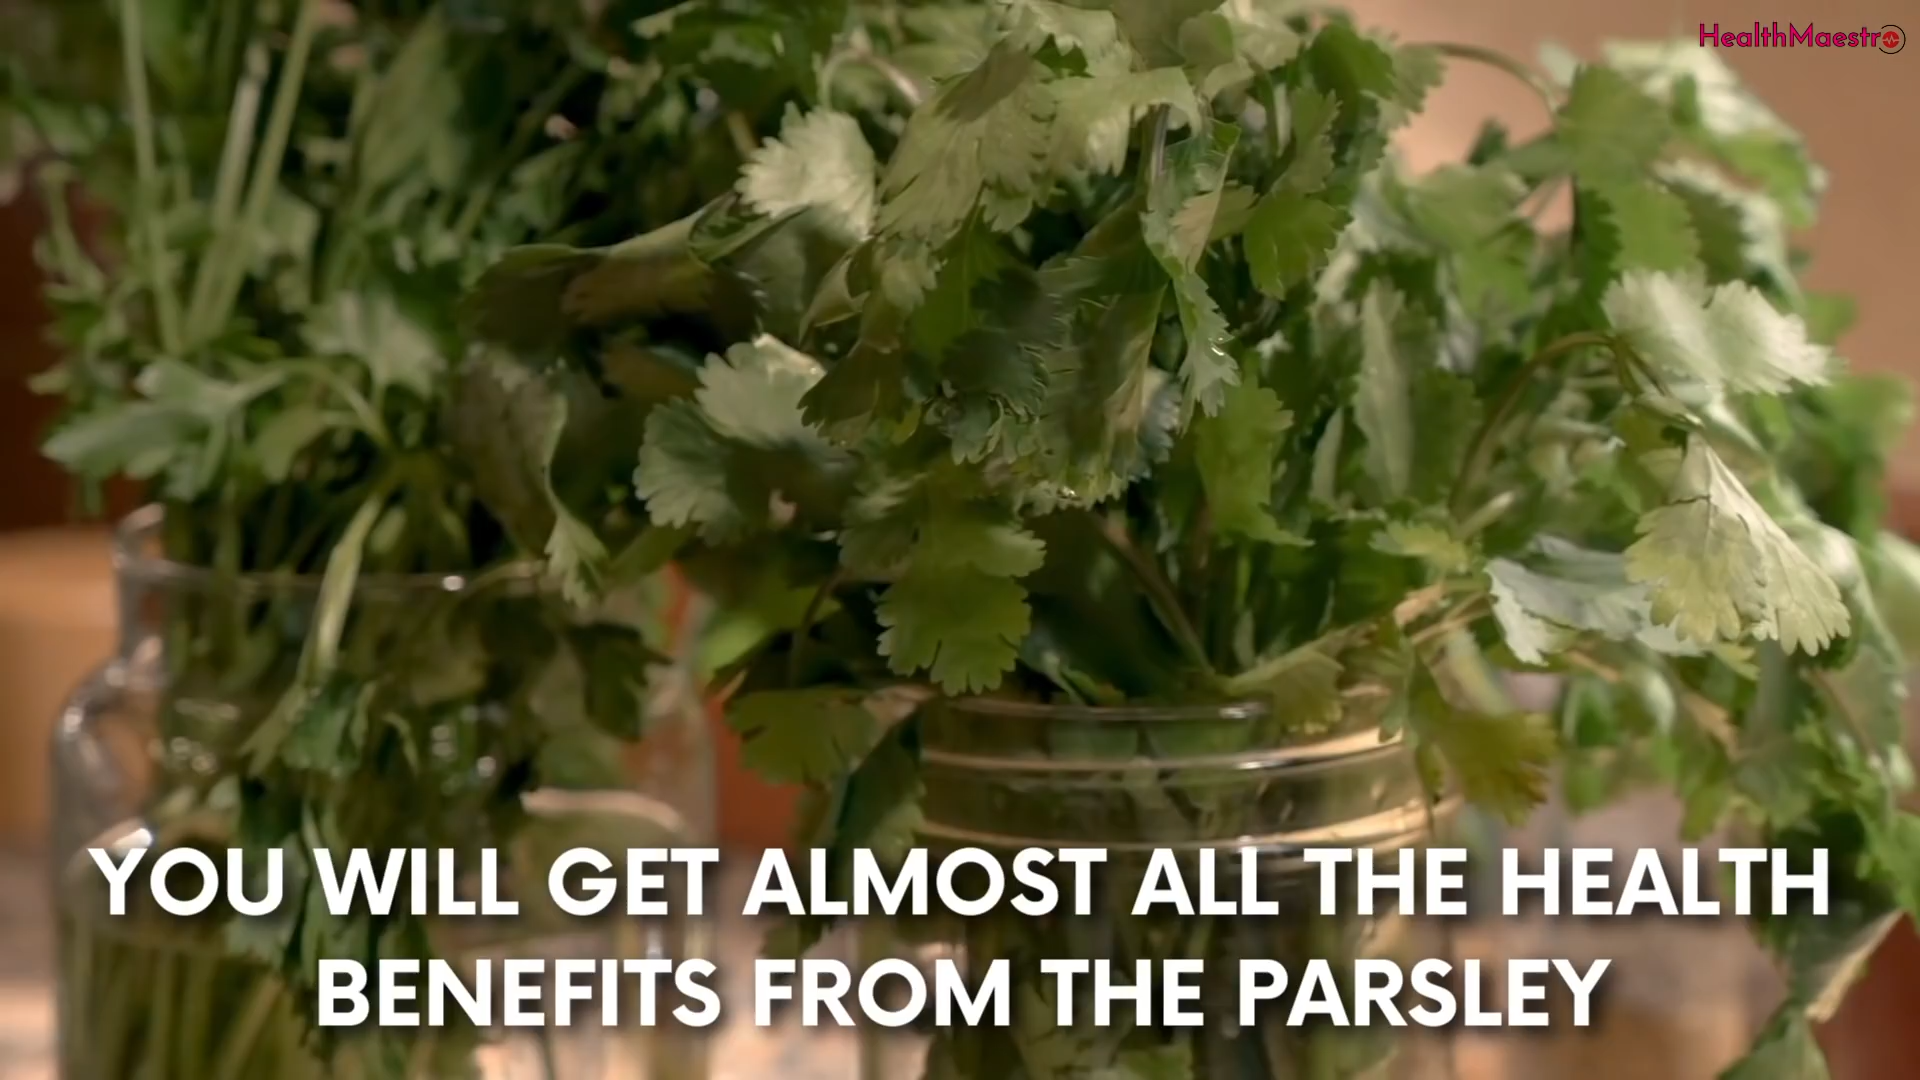 HealthMaestro
YOU WILL GET ALMOST ALL THE HEALTH
BENEFITS FROM THE PARSLEY